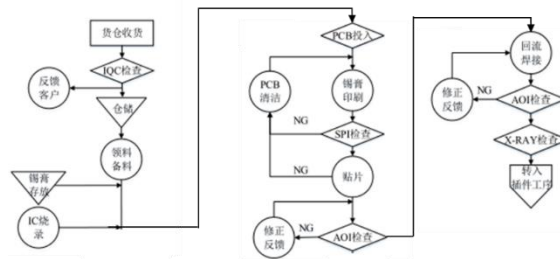 货仓收货
IQC检查
反馈
客户
仓储
领料
备料
锡膏
存放
IC烧
录
PCB投入
PCB
清洁
锡膏
印刷
SPI检查
NG
NG
贴片
修正
反馈
NG
AOI检查
回流
焊接
修正
反馈
NG
AOI检查
X-RAY检查
转入
插件工序